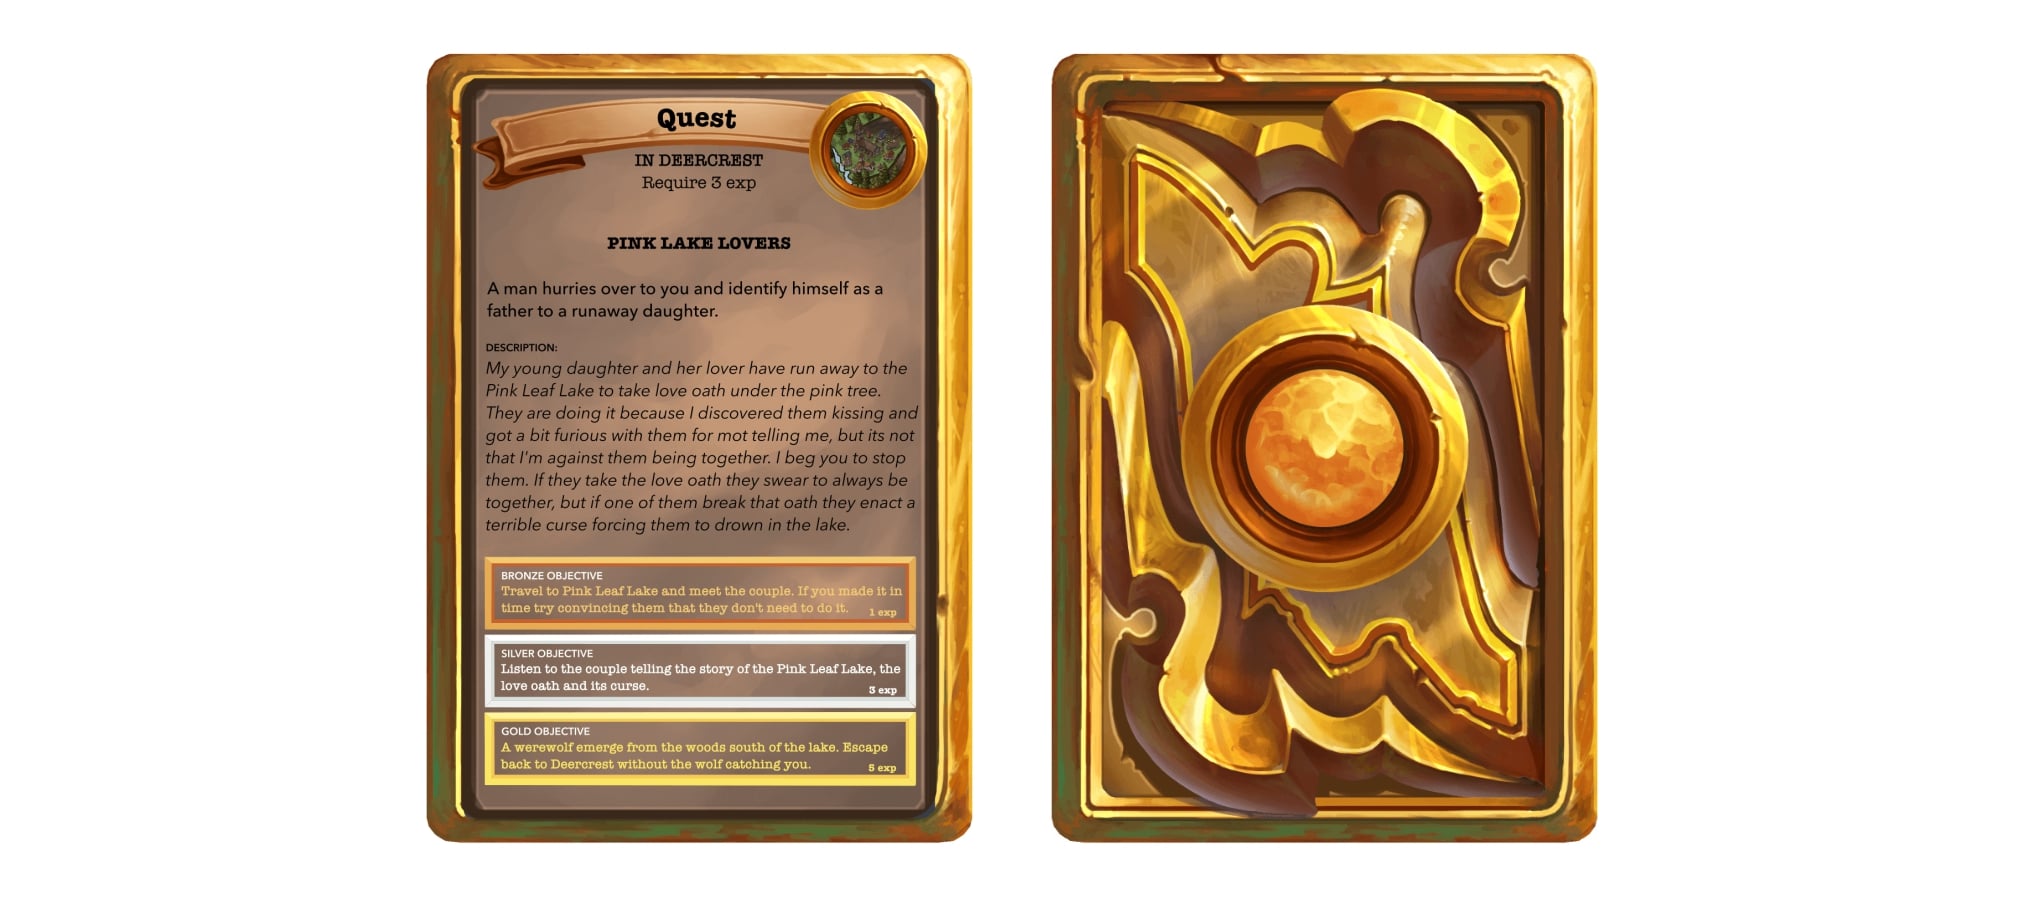 Quest
IN DEERCREST
Require 3 exp
PINK LAKE LOVERS
A man hurries over to you and identify himself as a
father to a runaway daughter.
DESCRIPTION:
My young daughter and her lover have run away to the
Pink Leaf Lake to take love oath under the pink tree.
They are doing it because I discovered them kissing and
got a bit furious with them for mot telling me, but its not
that I'm against them being together. I beg you to stop
them. If they take the love oath they swear to always be
together, but if one of them break that oath they enact a
terrible curse forcing them to drown in the lake.
BRONZE OBJECTIVE
Travel to Pink Leaf Lake and meet the couple. If you made it in
time try convincing them that they don't need to do it. 1 exp
SILVER OBJECTIVE
Listen to the couple telling the story of the Pink Leaf Lake, the
love oath and its curse. 3 exp
GOLD OBJECTIVE
A werewolf emerge from the woods south of the lake. Escape
back to Deercrest without the wolf catching you. 5 exp